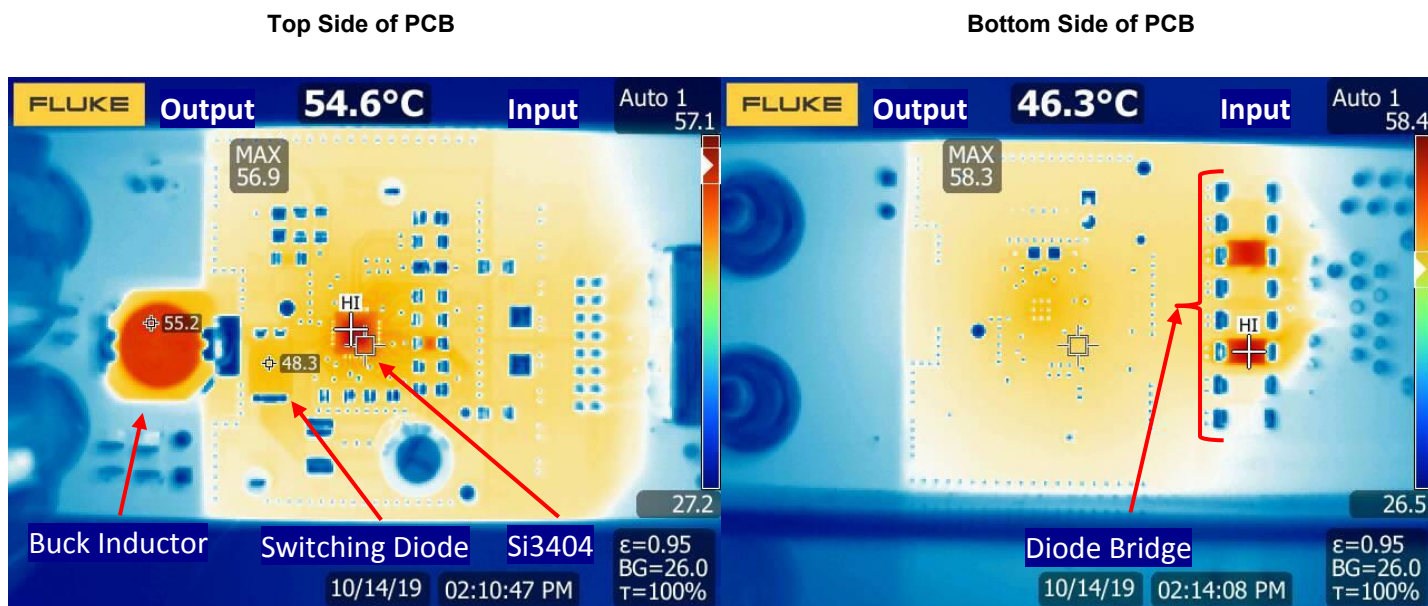 Top Side of PCB
Bottom Side of PCB
FLUKE
Output
54.6°C
Input
Auto 1
57.1
MAX
56.9
HI
55.2
48.3
27.2
Buck Inductor
Switching Diode
Si3404
ε=0.95
BG=26.0
τ=100%
10/14/19 02:10:47 PM
FLUKE
Output
46.3°C
Input
Auto 1
58.4
MAX
58.3
HI
26.5
Diode Bridge
ε=0.95
BG=26.0
τ=100%
10/14/19 02:14:08 PM